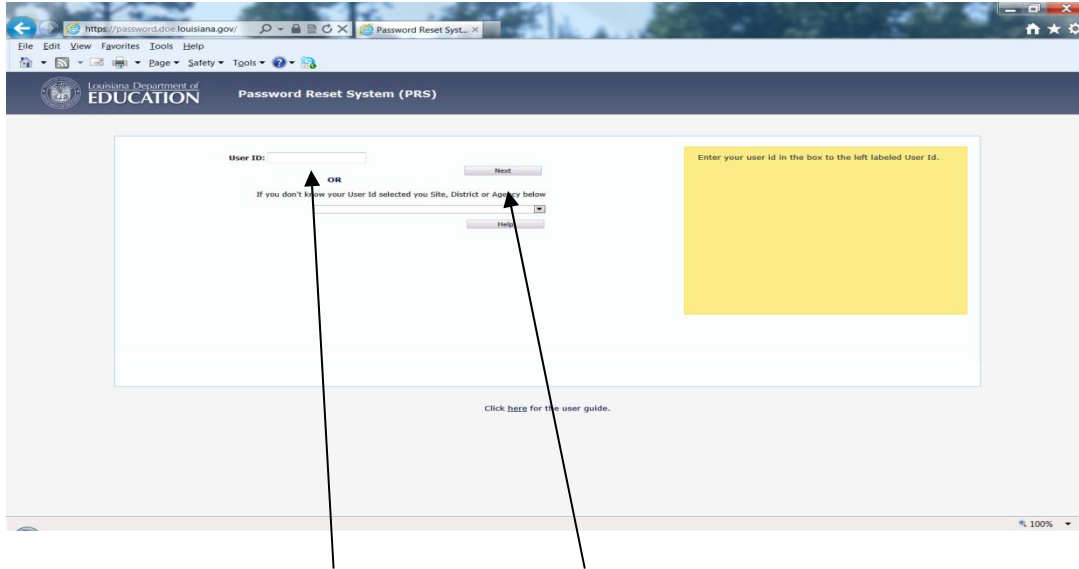 https://password.doe.louisiana.gov/
Password Reset Syst...
File Edit View Favorites Tools Help
Page Safety Tools
Louisiana Department of
EDUCATION
Password Reset System (PRS)
User ID:
Next
OR
If you don't know your User Id selected you Site, District or Agency below
Help
Enter your user id in the box to the left labeled User Id.
Click here for the user guide.
100%